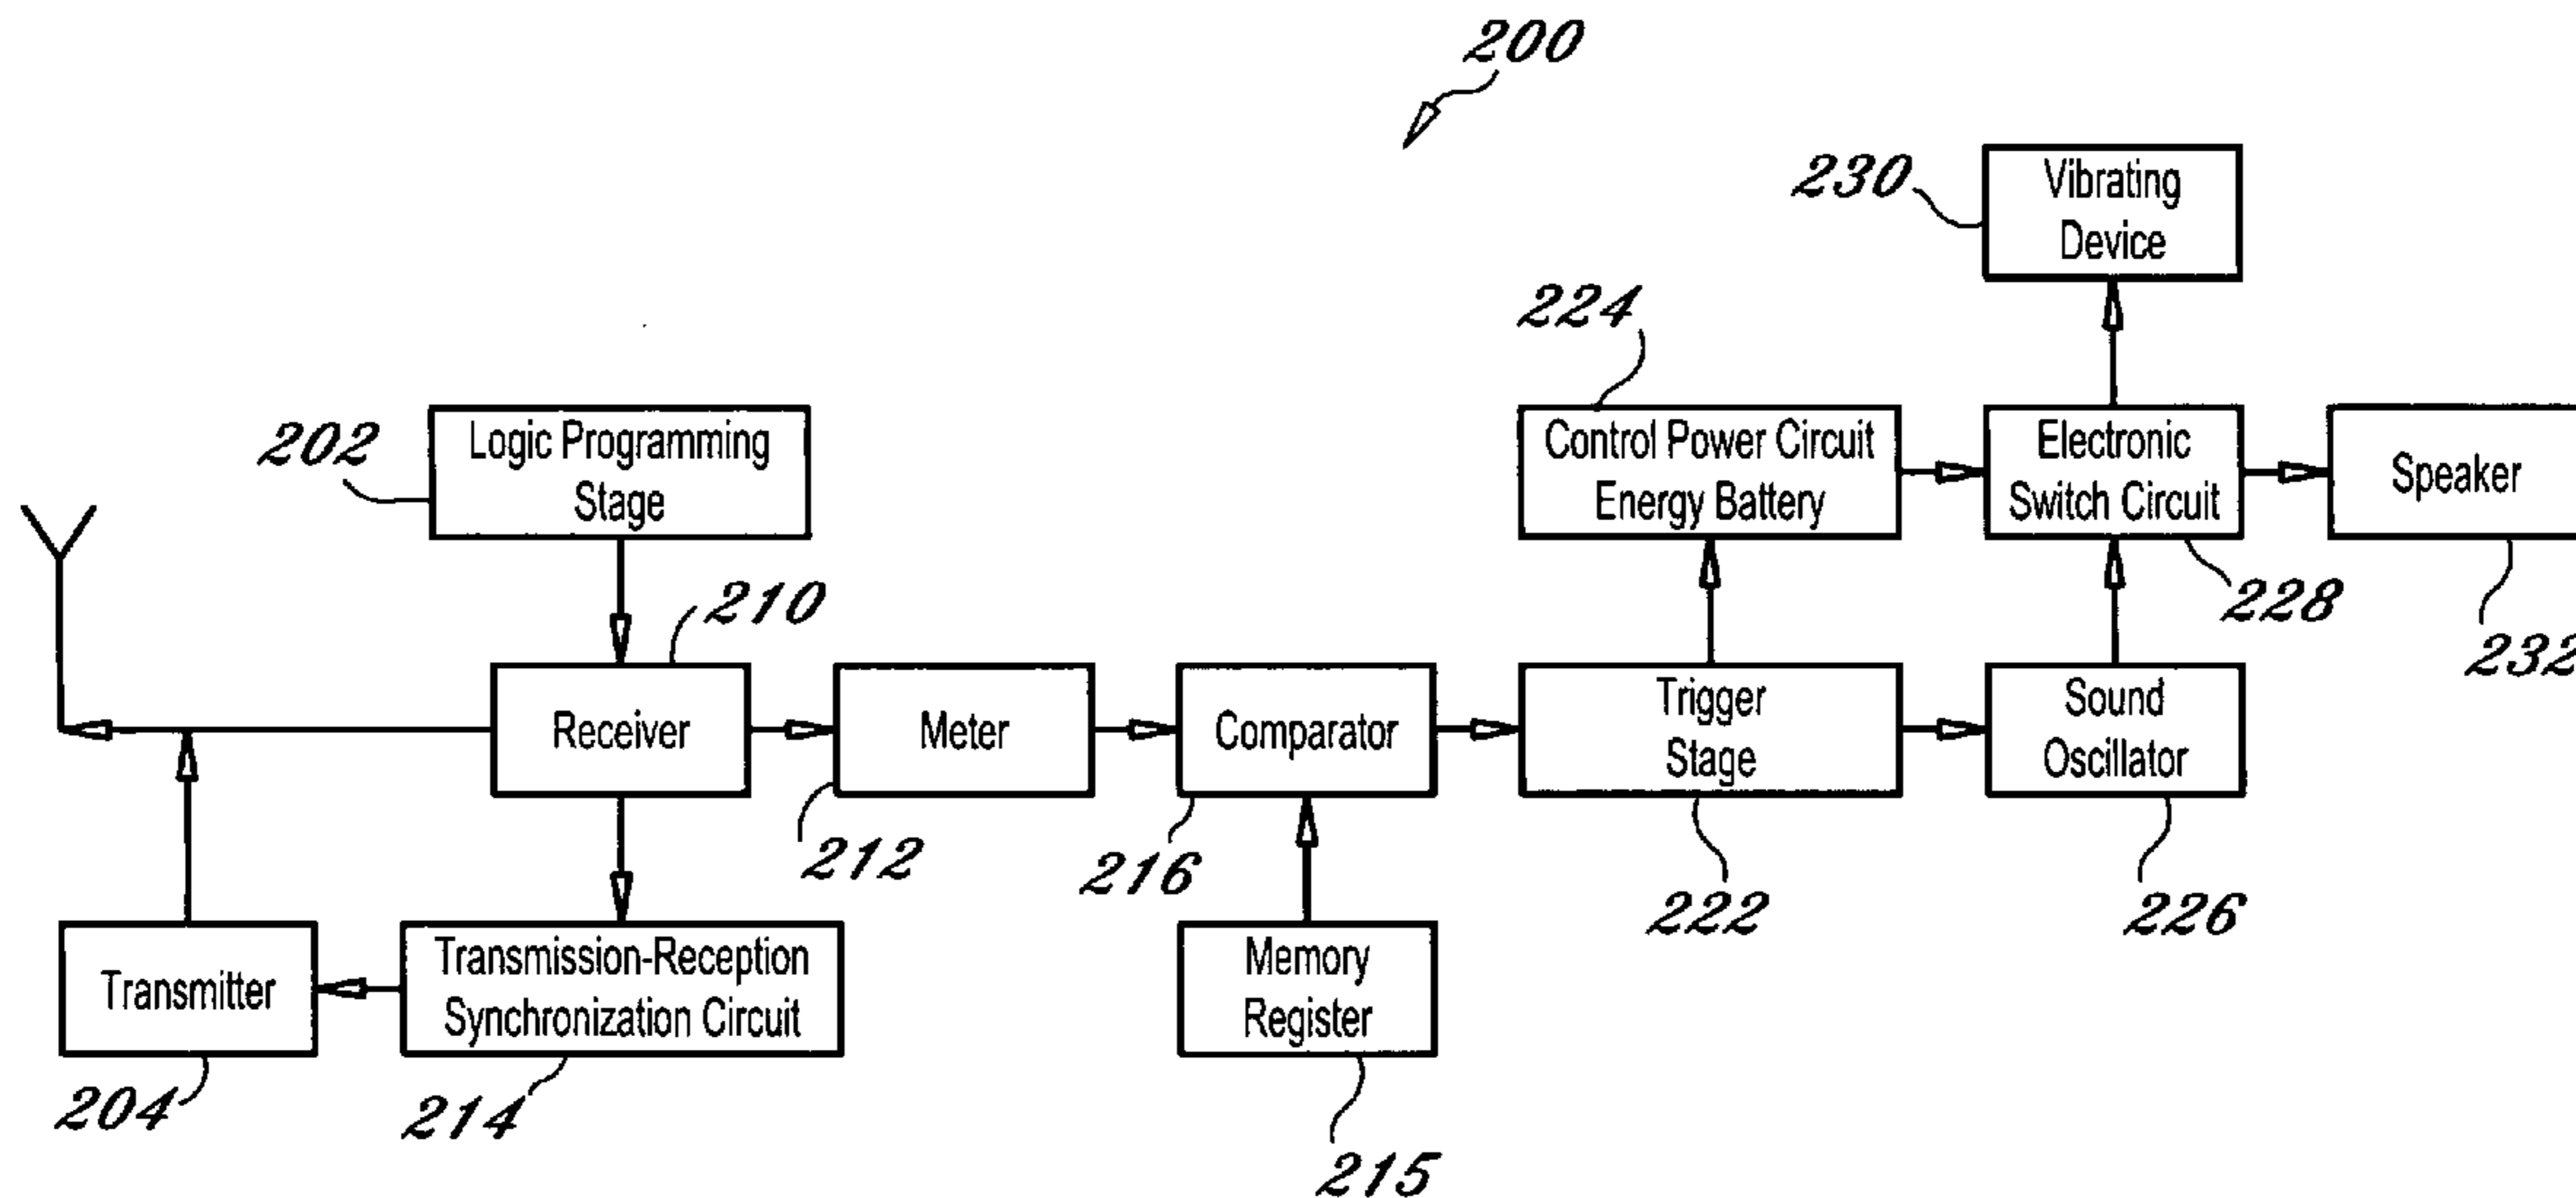 200
230
Vibrating
Device
224
202
Logic Programming
Stage
Control Power Circuit
Energy Battery
Electronic
Switch Circuit
Speaker
210
228
232
Receiver
Meter
Comparator
Trigger
Stage
Sound
Oscillator
212
216
222
226
Transmitter
Transmission-Reception
Synchronization Circuit
Memory
Register
204
214
215